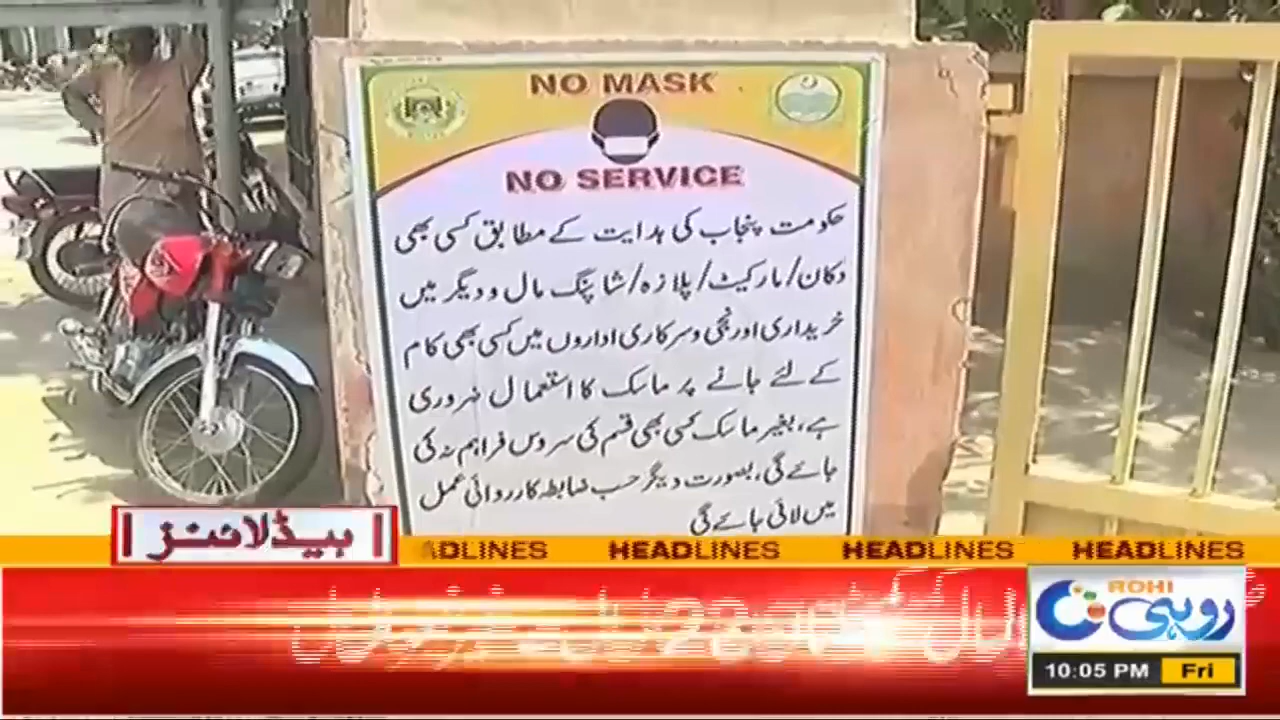 NO MASK
NO SERVICE
حکومت پنجاب کی ہدایت کے مطابق کسی بھی
دکان/مارکیٹ/پلازہ/شاپنگ مال و دیگر میں
خریداری اور نجی و سرکاری اداروں میں کسی بھی کام
کے لئے جانے پر ماسک کا استعمال ضروری
ہے، بغیر ماسک کسی بھی قسم کی سروس فراہم نہ کی
جائے گی، بصورت دیگر حسب ضابطہ کارروائی عمل
میں لائی جائے گی
ہیڈلائنز
ADLINES HEADLINES HEADLINES HEADLINES
ROHI
روہی
10:05 PM Fri